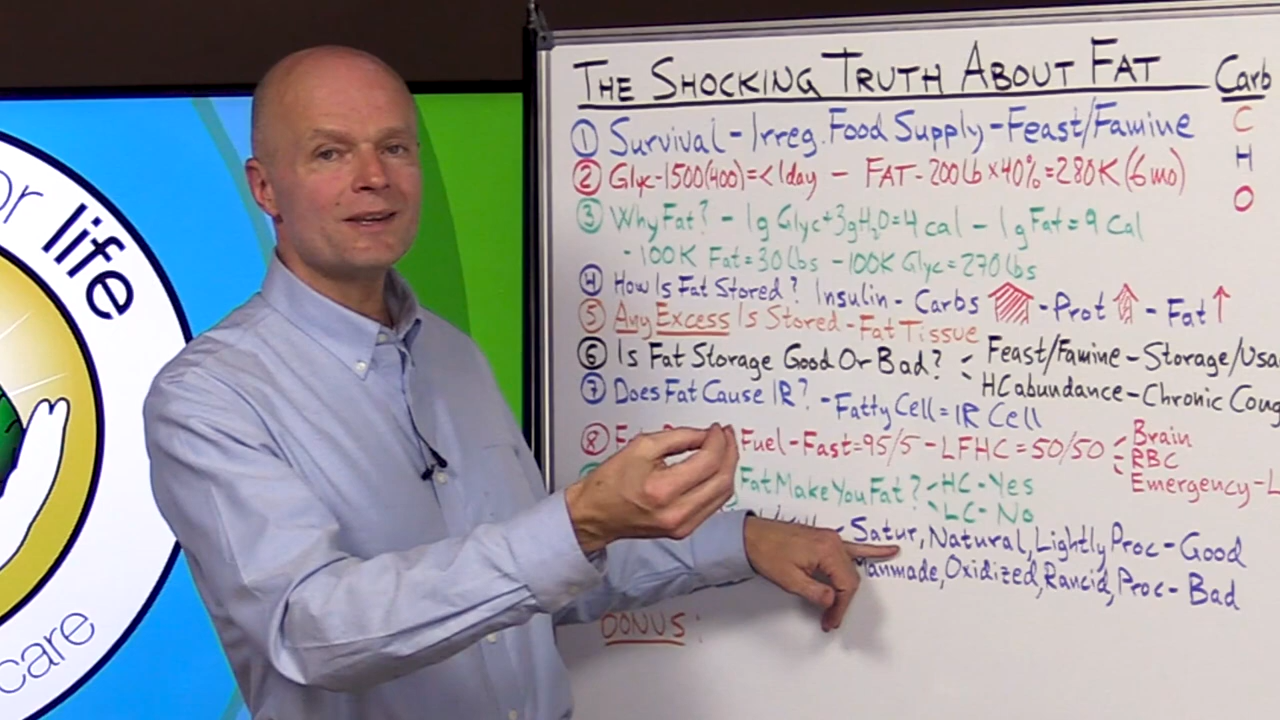 or life
care
THE SHOCKING TRUTH ABOUT FAT
Carb
C
H
O
① Survival - Irreg. Food Supply - Feast/Famine
② Glyc - 1500(400) = < 1day - FAT - 200 Lb x 40% = 280K (6 mo)
③ Why Fat? - 1g Glyc + 3g H2O = 4 cal - 1g Fat = 9 Cal
- 100K Fat = 30 lbs - 100K Glyc = 270 lbs
④ How Is Fat Stored? Insulin - Carbs - Prot - Fat ↑
⑤ Any Excess Is Stored - Fat Tissue
⑥ Is Fat Storage Good Or Bad? - Feast/Famine - Storage/Usa
- HC abundance - Chronic Coug
⑦ Does Fat Cause IR? - Fatty Cell = IR Cell
⑧ Fuel - Fast = 95/5 - LFHC = 50/50 - Brain
- RBC
- Emergency - L
Fat Make You Fat? - HC - Yes
- LC - No
- Satur, Natural, Lightly Proc - Good
Manmade, Oxidized, Rancid, Proc - Bad
BONUS: